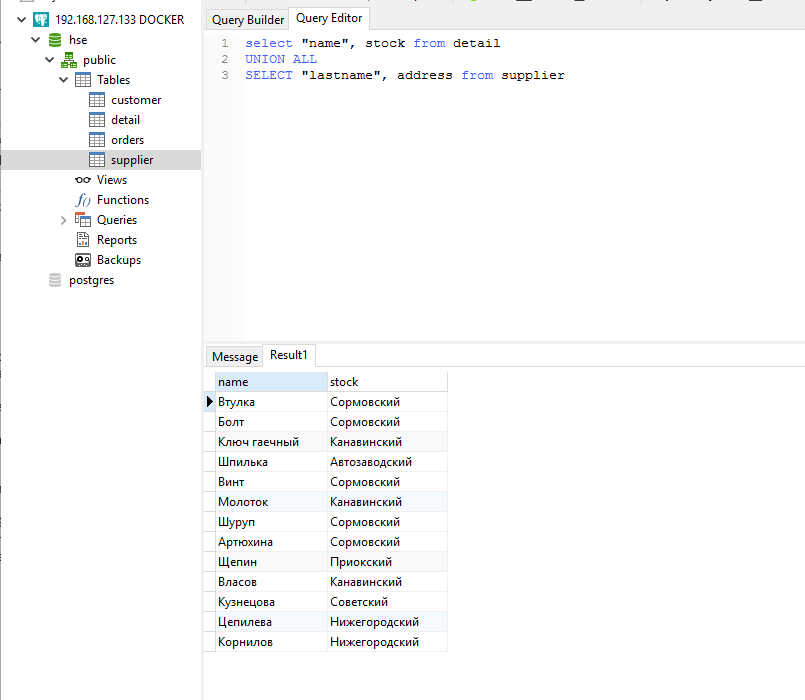 192.168.127.133 DOCKER
hse
public
Tables
customer
detail
orders
supplier
Views
Functions
Queries
Reports
Backups
postgres
Query Builder Query Editor
1 select "name", stock from detail
2 UNION ALL
3 SELECT "lastname", address from supplier
Message Result1
name stock
Втулка Сормовский
Болт Сормовский
Ключ гаечный Канавинский
Шпилька Автозаводский
Винт Сормовский
Молоток Канавинский
Шуруп Сормовский
Артюхина Сормовский
Щепин Приокский
Власов Канавинский
Кузнецова Советский
Цепилева Нижегородский
Корнилов Нижегородский